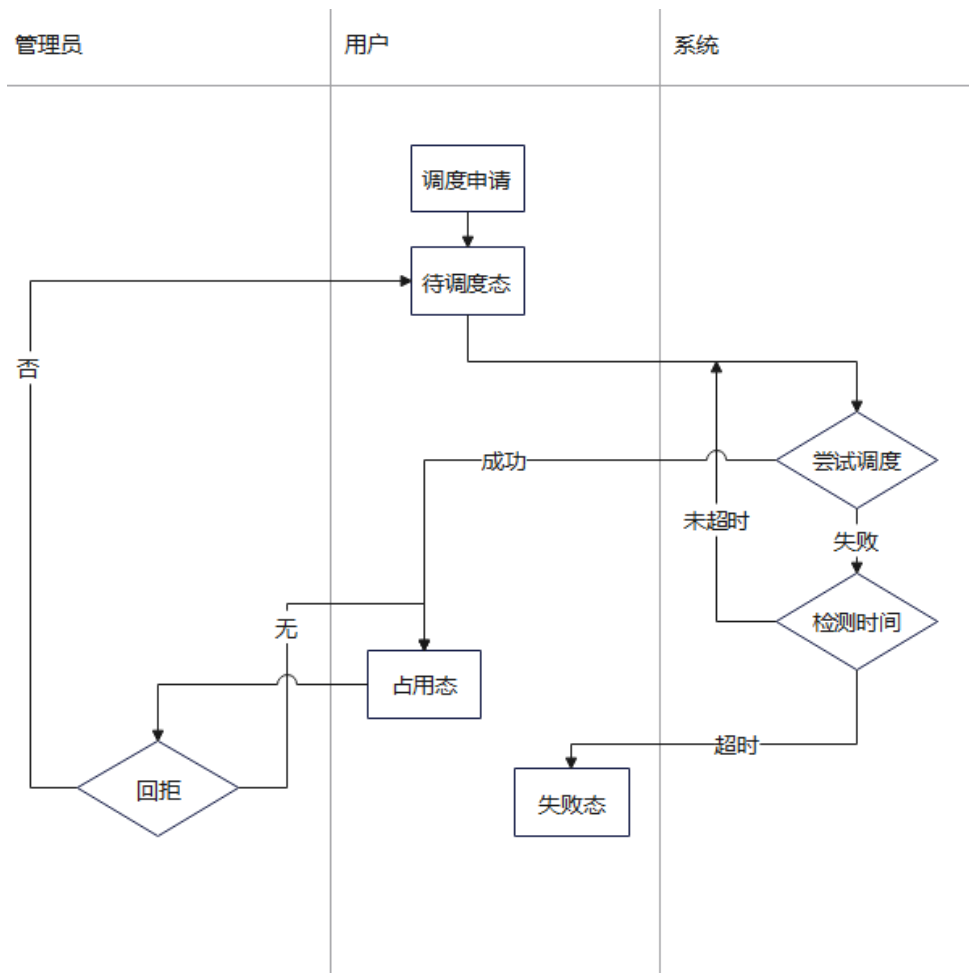 管理员
用户
系统
调度申请
待调度态
否
尝试调度
成功
未超时
失败
检测时间
无
占用态
超时
回拒
失败态